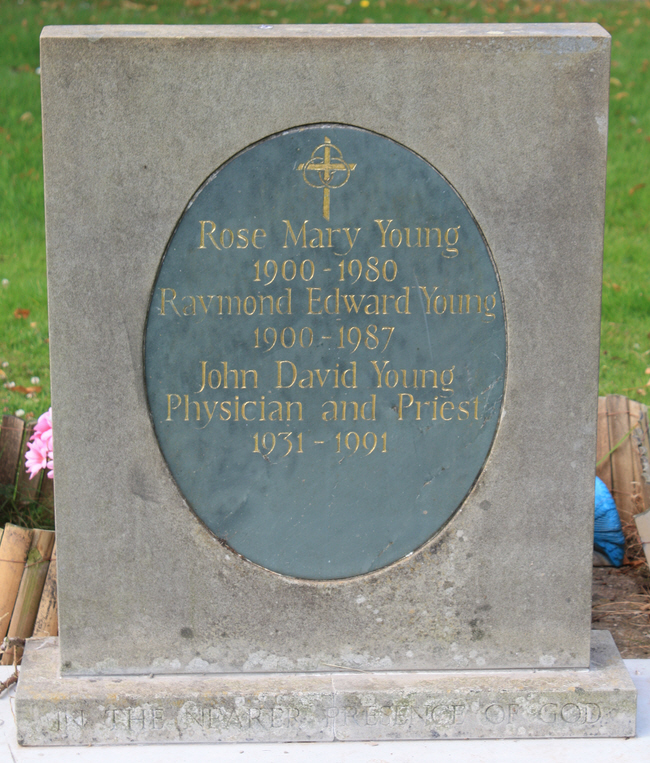 Rose Mary Young
1900 - 1980
Raymond Edward Young
1900 - 1987
John David Young
Physician and Priest
1931 - 1991
IN THE NEARER PRESENCE OF GOD